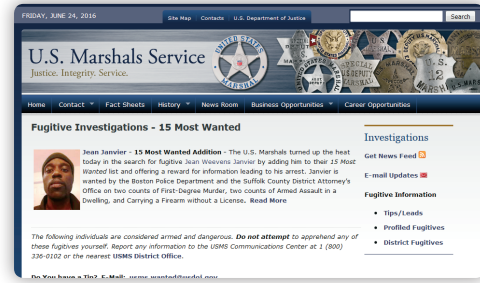 FRIDAY, JUNE 24, 2016
Site Map Contacts U.S. Department of Justice
Search
U.S. Marshals Service
Justice. Integrity. Service.
UNITED STATES
MARSHAL
Home Contact Fact Sheets History News Room Business Opportunities Career Opportunities
Fugitive Investigations - 15 Most Wanted
Jean Janvier - 15 Most Wanted Addition - The U.S. Marshals turned up the heat
today in the search for fugitive Jean Weevens Janvier by adding him to their 15 Most
Wanted list and offering a reward for information leading to his arrest. Janvier is
wanted by the Boston Police Department and the Suffolk County District Attorney's
Office on two counts of First-Degree Murder, two counts of Armed Assault in a
Dwelling, and Carrying a Firearm without a License. Read More
The following individuals are considered armed and dangerous. Do not attempt to apprehend any of
these fugitives yourself. Report any information to the USMS Communications Center at 1 (800)
336-0102 or the nearest USMS District Office.
Do You have a Tip? E-Mail: usms.wanted@usdoj.gov
Investigations
Get News Feed
E-mail Updates
Fugitive Information
Tips/Leads
Profiled Fugitives
District Fugitives